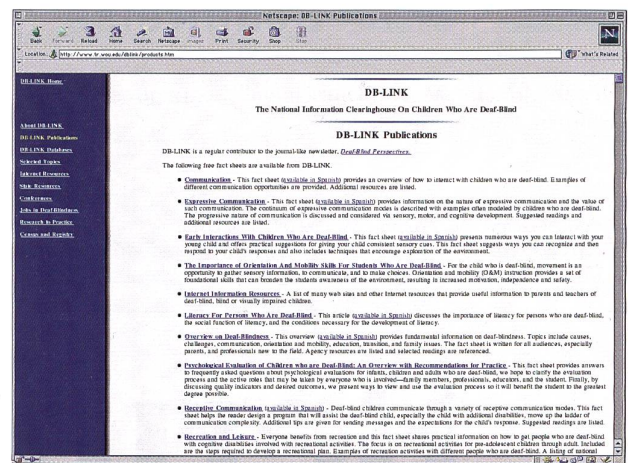 Netscape: DB-LINK Publications
Back Forward Reload Home Search Netscape Images Print Security Shop Stop
Location: http://www.tr.wou.edu/dblink/products.htm What's Related
DB-LINK Home
About DB-LINK
DB-LINK Publications
DB-LINK Databases
Selected Topics
Internet Resources
State Resources
Conferences
Jobs in Deaf-Blindness
Research to Practice
Census and Registry
DB-LINK
The National Information Clearinghouse On Children Who Are Deaf-Blind
DB-LINK Publications
DB-LINK is a regular contributor to the journal-like newsletter, Deaf-Blind Perspectives.
The following free fact sheets are available from DB-LINK.
Communication - This fact sheet (available in Spanish) provides an overview of how to interact with children who are deaf-blind. Examples of
different communication opportunities are provided. Additional resources are listed.
Expressive Communication - This fact sheet (available in Spanish) provides information on the nature of expressive communication and the value of
such communication. The continuum of expressive communication modes is described with examples often modeled by children who are deaf-blind.
The progressive nature of communication is discussed and considered via sensory, motor, and cognitive development. Suggested readings and
additional resources are listed.
Early Interactions With Children Who Are Deaf-Blind - This fact sheet (available in Spanish) presents numerous ways you can interact with your
young child and offers practical suggestions for giving your child consistent sensory cues. This fact sheet suggests ways you can recognize and then
respond to your child's responses and also includes techniques that encourage exploration of the environment.
The Importance of Orientation And Mobility Skills For Students Who Are Deaf-Blind - For the child who is deaf-blind, movement is an
opportunity to gather sensory information, to communicate, and to make choices. Orientation and mobility (O&M) instruction provides a set of
foundational skills that can broaden the students awareness of the environment, resulting in increased motivation, independence and safety.
Internet Information Resources - A list of many web sites and other Internet resources that provide useful information to parents and teachers of
deaf-blind, blind or visually impaired children.
Literacy For Persons Who Are Deaf-Blind - This article (available in Spanish) discusses the importance of literacy for persons who are deaf-blind,
the social function of literacy, and the conditions necessary for the development of literacy.
Overview on Deaf-Blindness - This overview (available in Spanish) provides fundamental information on deaf-blindness. Topics include causes,
challenges, communication, orientation and mobility, education, transition, and family issues. The fact sheet is written for all audiences, especially
parents, and professionals new to the field. Agency resources are listed and selected readings are referenced.
Psychological Evaluation of Children who are Deaf-Blind: An Overview with Recommendations for Practice - This fact sheet provides answers
to frequently asked questions about psychological evaluations for infants, children and adults who are deaf-blind, we hope to clarify the evaluation
process and the active roles that may be taken by everyone who is involved—family members, professionals, educators, and the student. Finally, by
discussing quality indicators and desired outcomes, we present ways to view and use the evaluation process so it will benefit the student to the greatest
degree possible.
Receptive Communication (available in Spanish) - Deaf-blind children communicate through a variety of receptive communication modes. This fact
sheet helps the reader design a program that will assist the deaf-blind child, especially the child with additional disabilities, move up the ladder of
communication complexity. Additional tips are given for sending messages and the expectations for the child's response. Suggested readings are listed.
Recreation and Leisure - Everyone benefits from recreation and this fact sheet shares practical information on how to get people who are deaf-blind
with cognitive disabilities involved with recreational activities. The focus is on recreational activities for pre-adolescent children through adult. Included
are the steps required to develop a recreational plan. Examples of recreation activities with different people who are deaf-blind. A listing of national